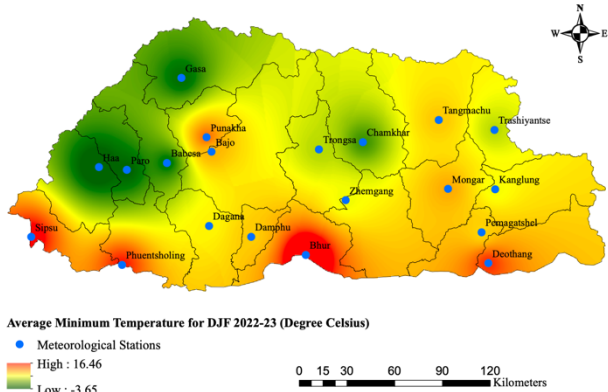 N
W E
S
Gasa
Tangmachu
Trashiyantse
Punakha
Bajo
Chamkhar
Trongsa
Babesa
Haa
Paro
Mongar
Kanglung
Zhemgang
Dagana
Damphu
Pemagatshel
Sipsu
Bhur
Phuentsholing
Deothang
Average Minimum Temperature for DJF 2022-23 (Degree Celsius)
Meteorological Stations
High : 16.46
Low : -3.65
0 15 30 60 90 120
Kilometers